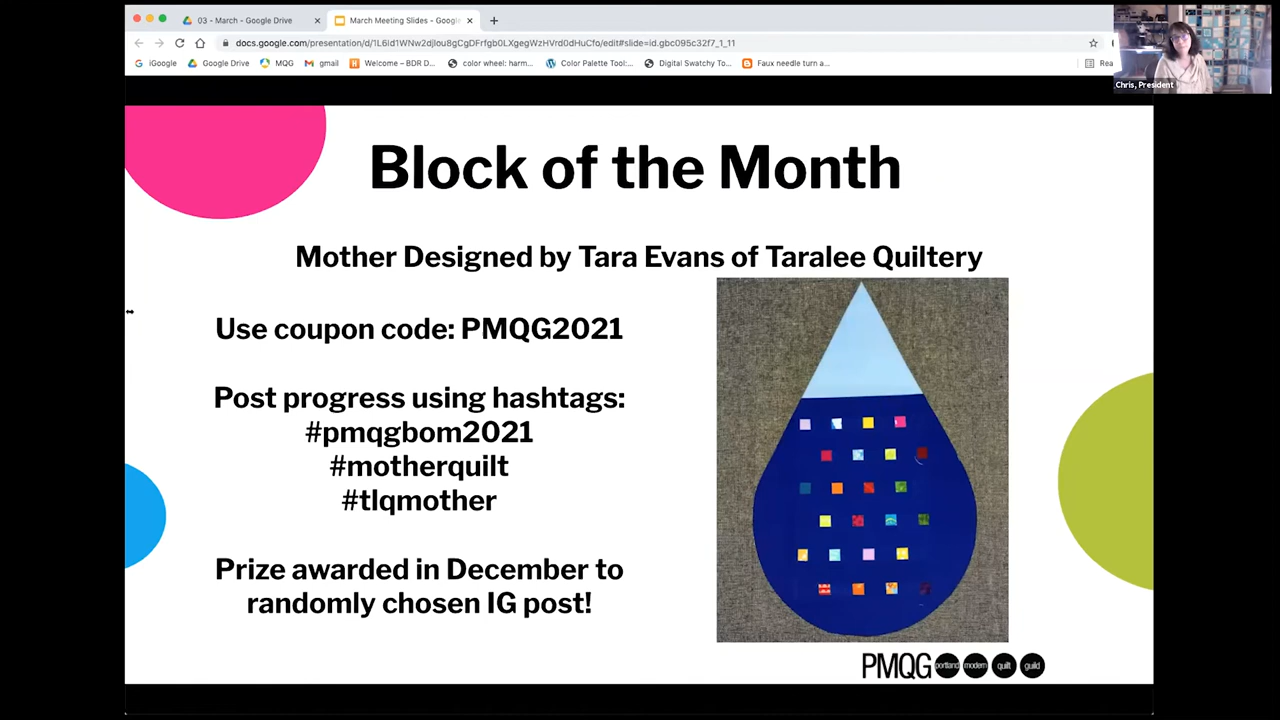 03 - March - Google Drive
March Meeting Slides - Google
docs.google.com/presentation/d/1L6Id1WNw2djlou8gCgDFrfgb0LXgegWzHVrd0dHuCfo/edit#slide=id.gbc095c32f7_1_11
iGoogle
Google Drive
MQG
gmail
Welcome – BDR D...
color wheel: harm...
Color Palette Tool:...
Digital Swatchy To...
Faux needle turn a...
Rea
Chris, President
Block of the Month
Mother Designed by Tara Evans of Taralee Quiltery
Use coupon code: PMQG2021
Post progress using hashtags:
#pmqgbom2021
#motherquilt
#tlqmother
Prize awarded in December to
randomly chosen IG post!
PMQG portland modern quilt guild